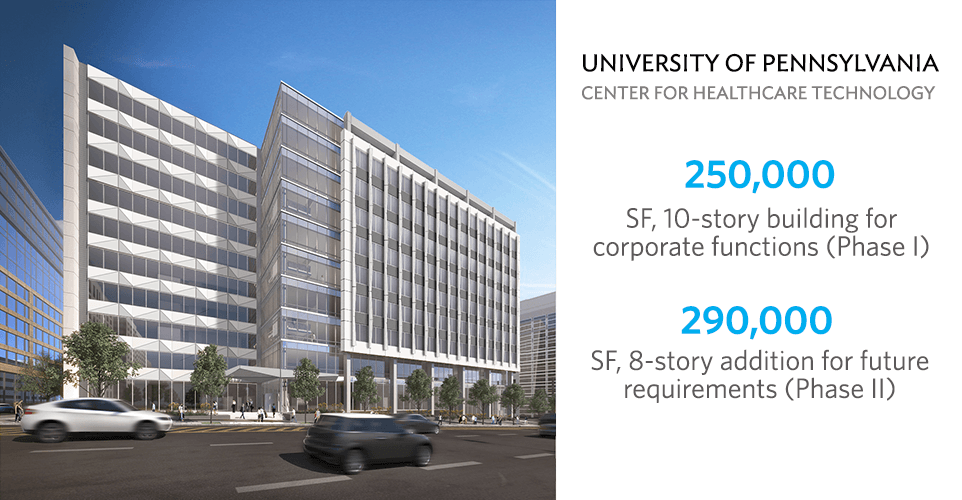 UNIVERSITY OF PENNSYLVANIA
CENTER FOR HEALTHCARE TECHNOLOGY
250,000
SF, 10-story building for
corporate functions (Phase I)
290,000
SF, 8-story addition for future
requirements (Phase II)